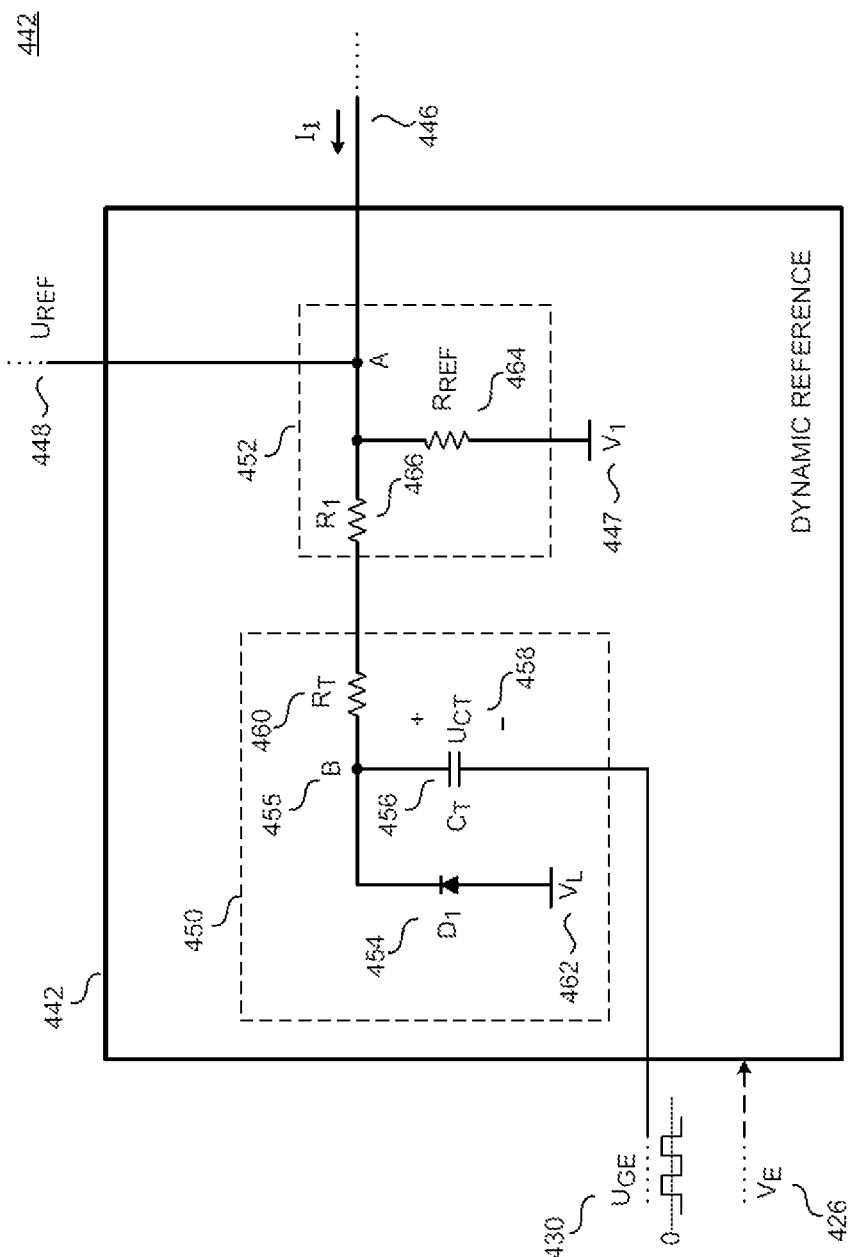 442
442
450
454
D1
VL
462
455
B
456
CT
UCT
+
-
458
460
RT
452
R1
466
RREF
464
V1
447
A
448
UREF
I1
446
UGE
430
0
VE
426
DYNAMIC REFERENCE